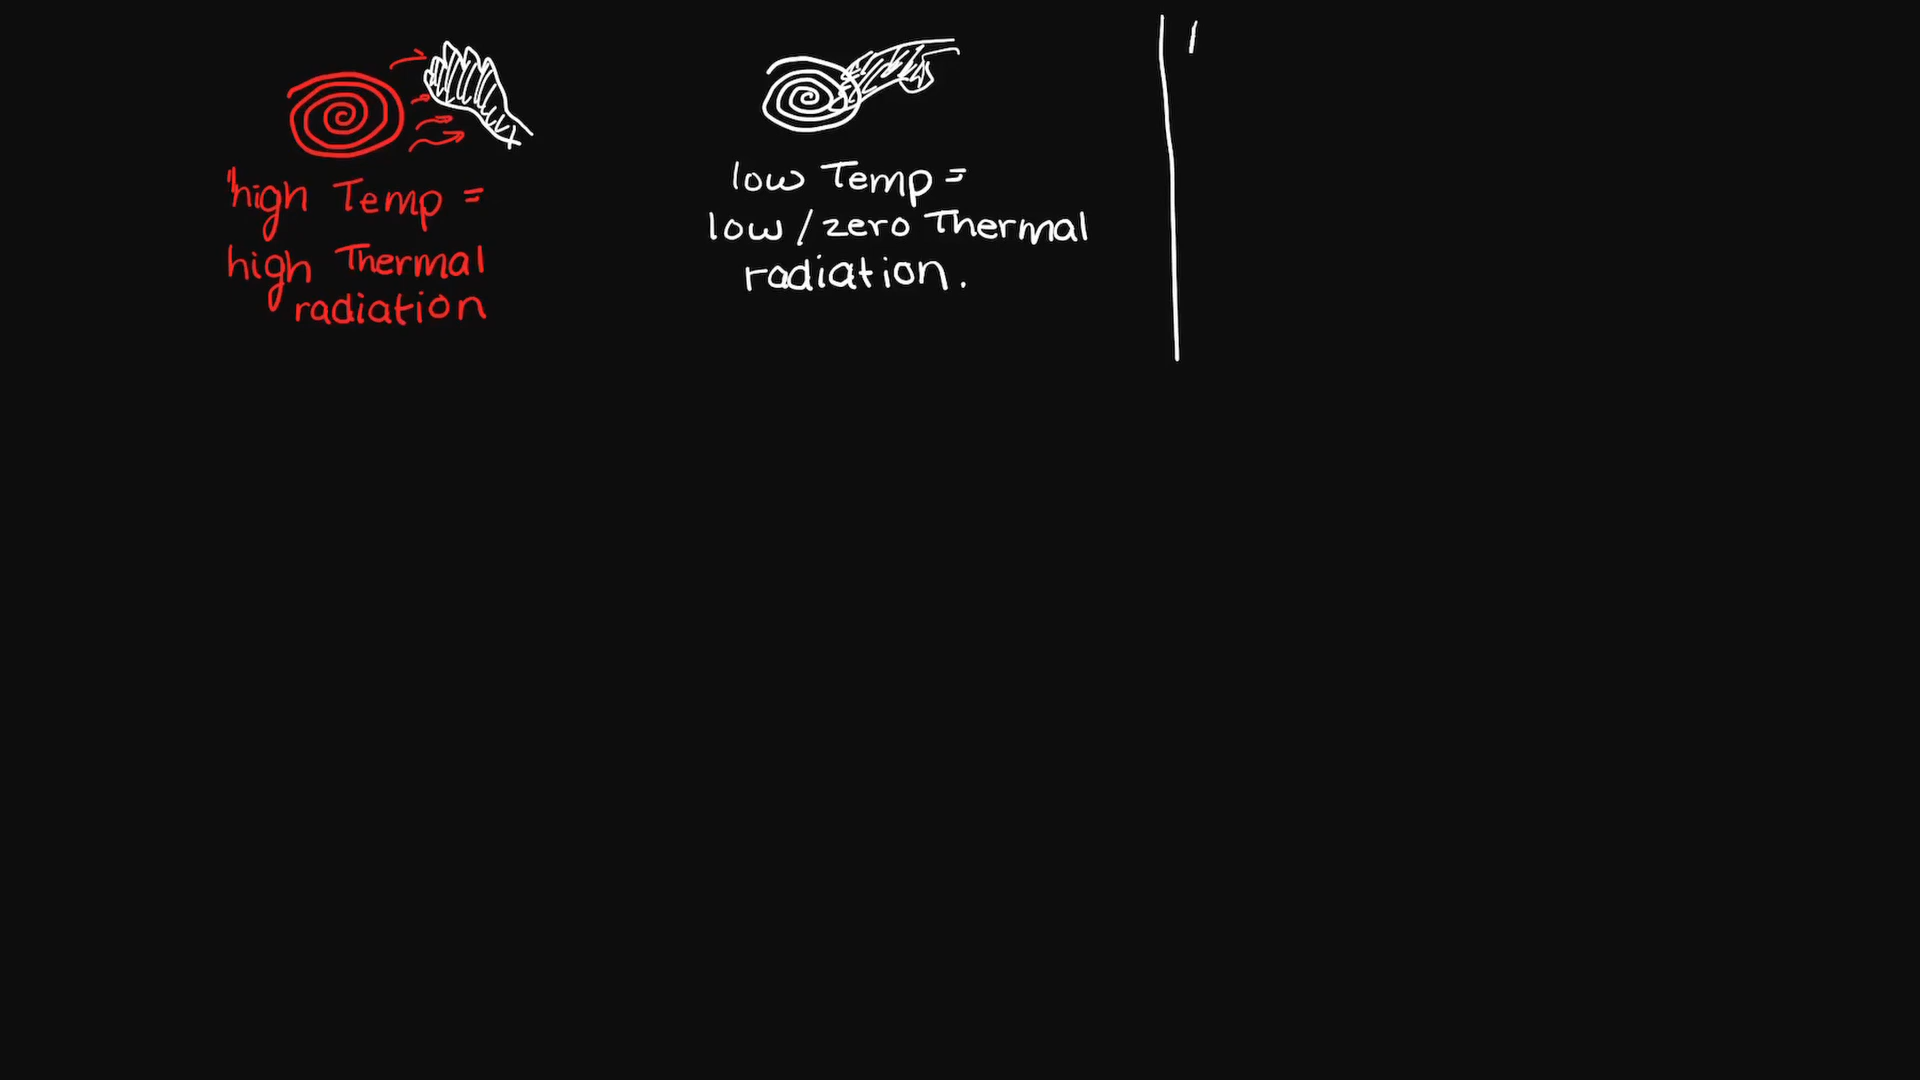 high Temp =
high Thermal
radiation
low Temp =
low / zero Thermal
radiation.